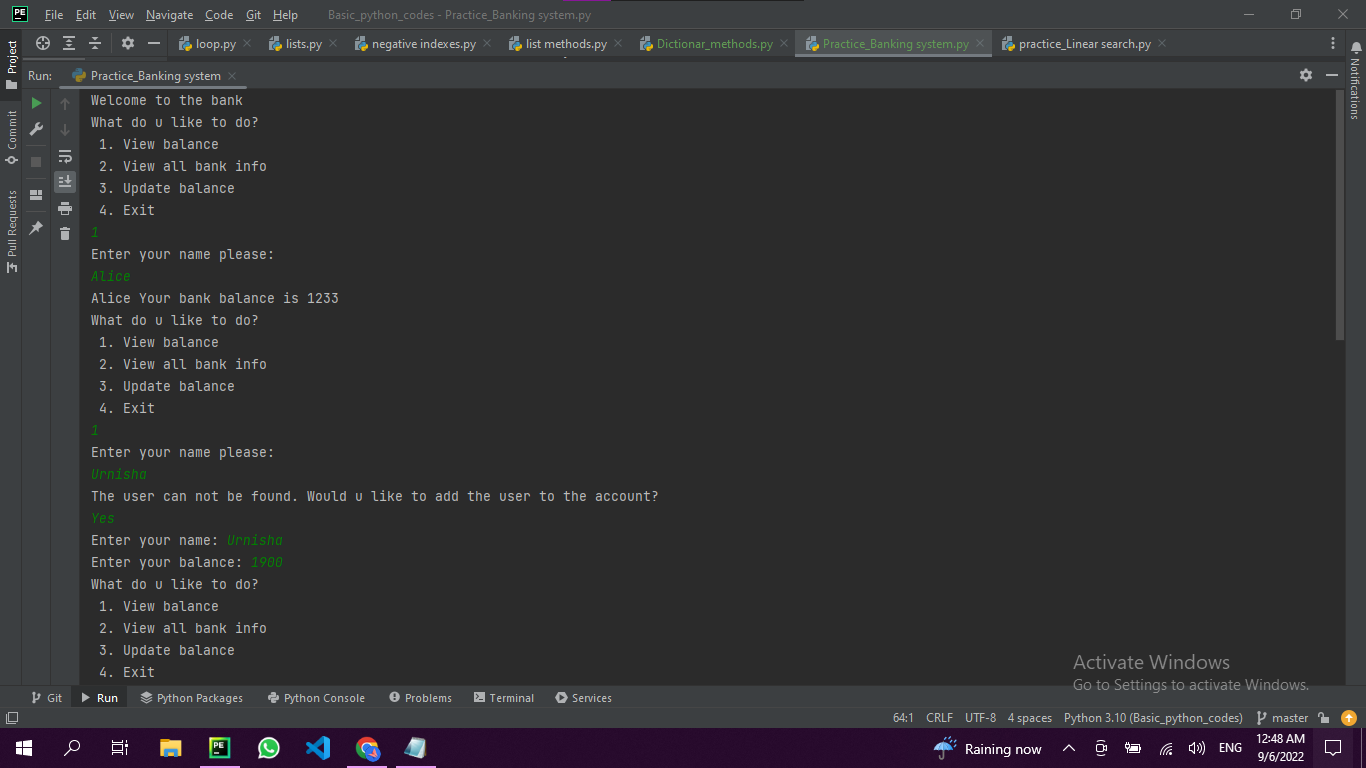 PE File Edit View Navigate Code Git Help Basic_python_codes - Practice_Banking system.py
loop.py lists.py negative indexes.py list methods.py Dictionar_methods.py Practice_Banking system.py practice_Linear search.py
Run: Practice_Banking system
Project
Commit
Pull Requests
Notifications
Welcome to the bank
What do u like to do?
1. View balance
2. View all bank info
3. Update balance
4. Exit
1
Enter your name please:
Alice
Alice Your bank balance is 1233
What do u like to do?
1. View balance
2. View all bank info
3. Update balance
4. Exit
1
Enter your name please:
Urnisha
The user can not be found. Would u like to add the user to the account?
Yes
Enter your name: Urnisha
Enter your balance: 1900
What do u like to do?
1. View balance
2. View all bank info
3. Update balance
4. Exit
Activate Windows
Go to Settings to activate Windows.
Git Run Python Packages Python Console Problems Terminal Services
64:1 CRLF UTF-8 4 spaces Python 3.10 (Basic_python_codes) master
PE Raining now ENG 12:48 AM
9/6/2022